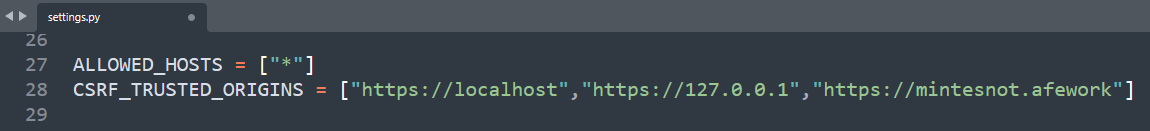 settings.py
26
27 ALLOWED_HOSTS = ["*"]
28 CSRF_TRUSTED_ORIGINS = ["https://localhost","https://127.0.0.1","https://mintesnot.afework"]
29